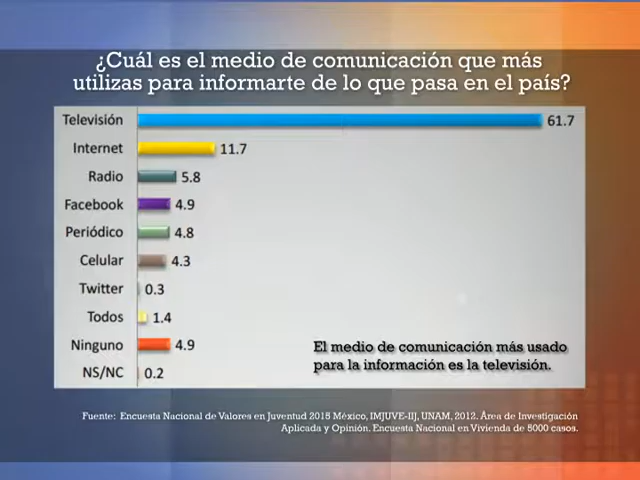 ¿Cuál es el medio de comunicación que más
utilizas para informarte de lo que pasa en el país?
Televisión 61.7
Internet 11.7
Radio 5.8
Facebook 4.9
Periódico 4.8
Celular 4.3
Twitter 0.3
Todos 1.4
Ninguno 4.9
NS/NC 0.2
El medio de comunicación más usado
para la información es la televisión.
Fuente: Encuesta Nacional de Valores en Juventud 2015 México, IMJUVE-IIJ, UNAM, 2012. Área de Investigación
Aplicada y Opinión. Encuesta Nacional en Vivienda de 5000 casos.